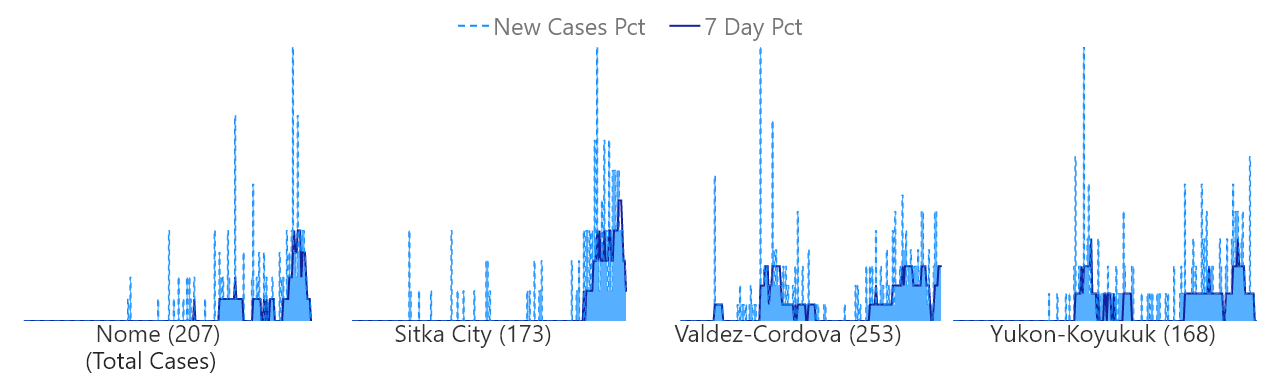 New Cases Pct 7 Day Pct
Nome (207) Sitka City (173) Valdez-Cordova (253) Yukon-Koyukuk (168)
(Total Cases)